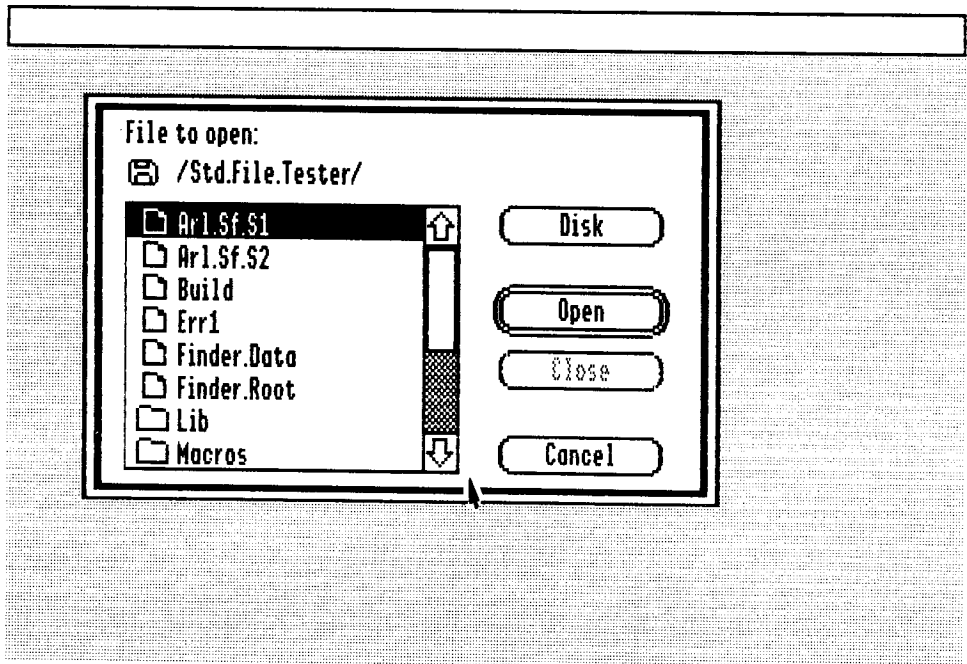 File to open:
/Std.File.Tester/
Arl.Sf.S1
Arl.Sf.S2
Build
Err1
Finder.Data
Finder.Root
Lib
Macros
Disk
Open
Close
Cancel